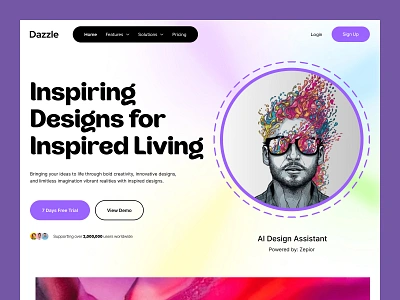 Dazzle
Home Features Solutions Pricing
Login
Sign Up
Inspiring
Designs for
Inspired Living
Bringing your ideas to life through bold creativity, innovative designs,
and limitless imagination vibrant realities with inspired designs.
7 Days Free Trial
View Demo
Supporting over 2,000,000 users worldwide.
AI Design Assistant
Powered by: Zepior